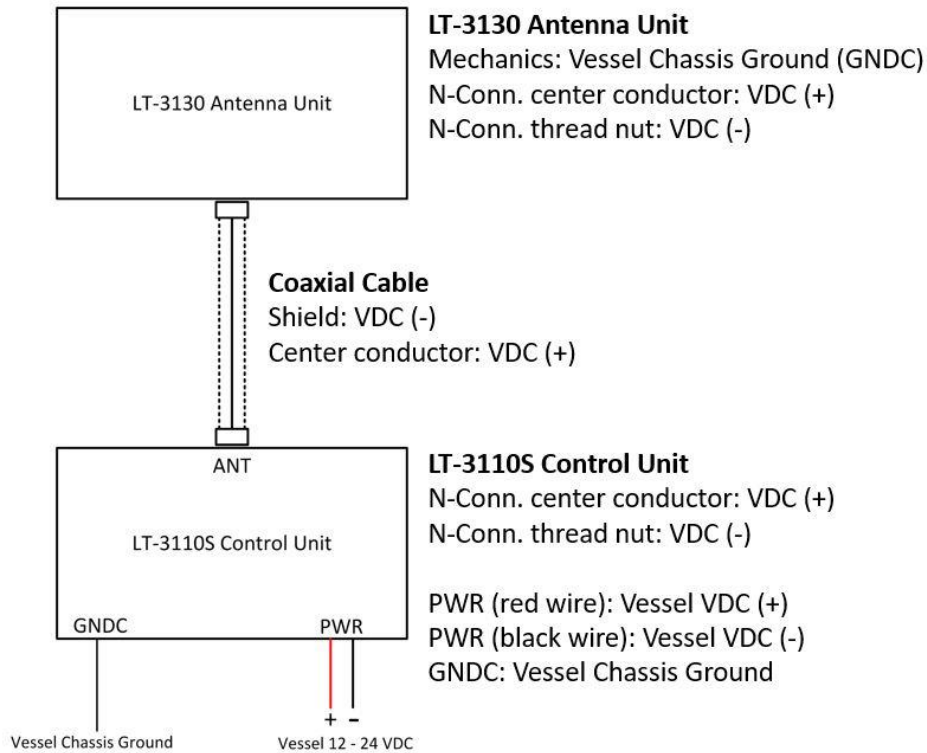 LT-3130 Antenna Unit
Mechanics: Vessel Chassis Ground (GNDC)
N-Conn. center conductor: VDC (+)
N-Conn. thread nut: VDC (-)
LT-3130 Antenna Unit
Coaxial Cable
Shield: VDC (-)
Center conductor: VDC (+)
ANT
LT-3110S Control Unit
GNDC
PWR
LT-3110S Control Unit
N-Conn. center conductor: VDC (+)
N-Conn. thread nut: VDC (-)
PWR (red wire): Vessel VDC (+)
PWR (black wire): Vessel VDC (-)
GNDC: Vessel Chassis Ground
+ -
Vessel Chassis Ground
Vessel 12 - 24 VDC